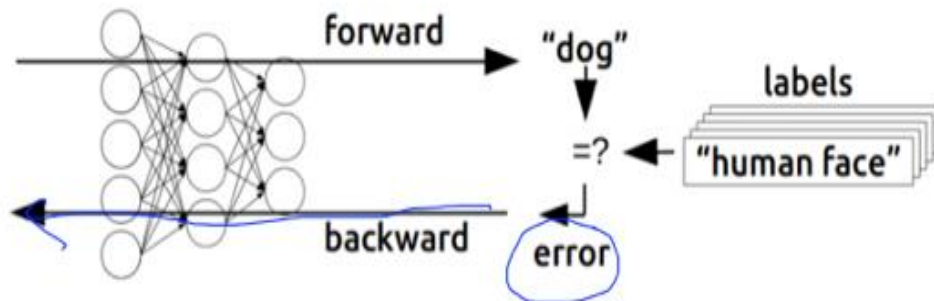 forward
“dog”
labels
=?
“human face”
backward
error